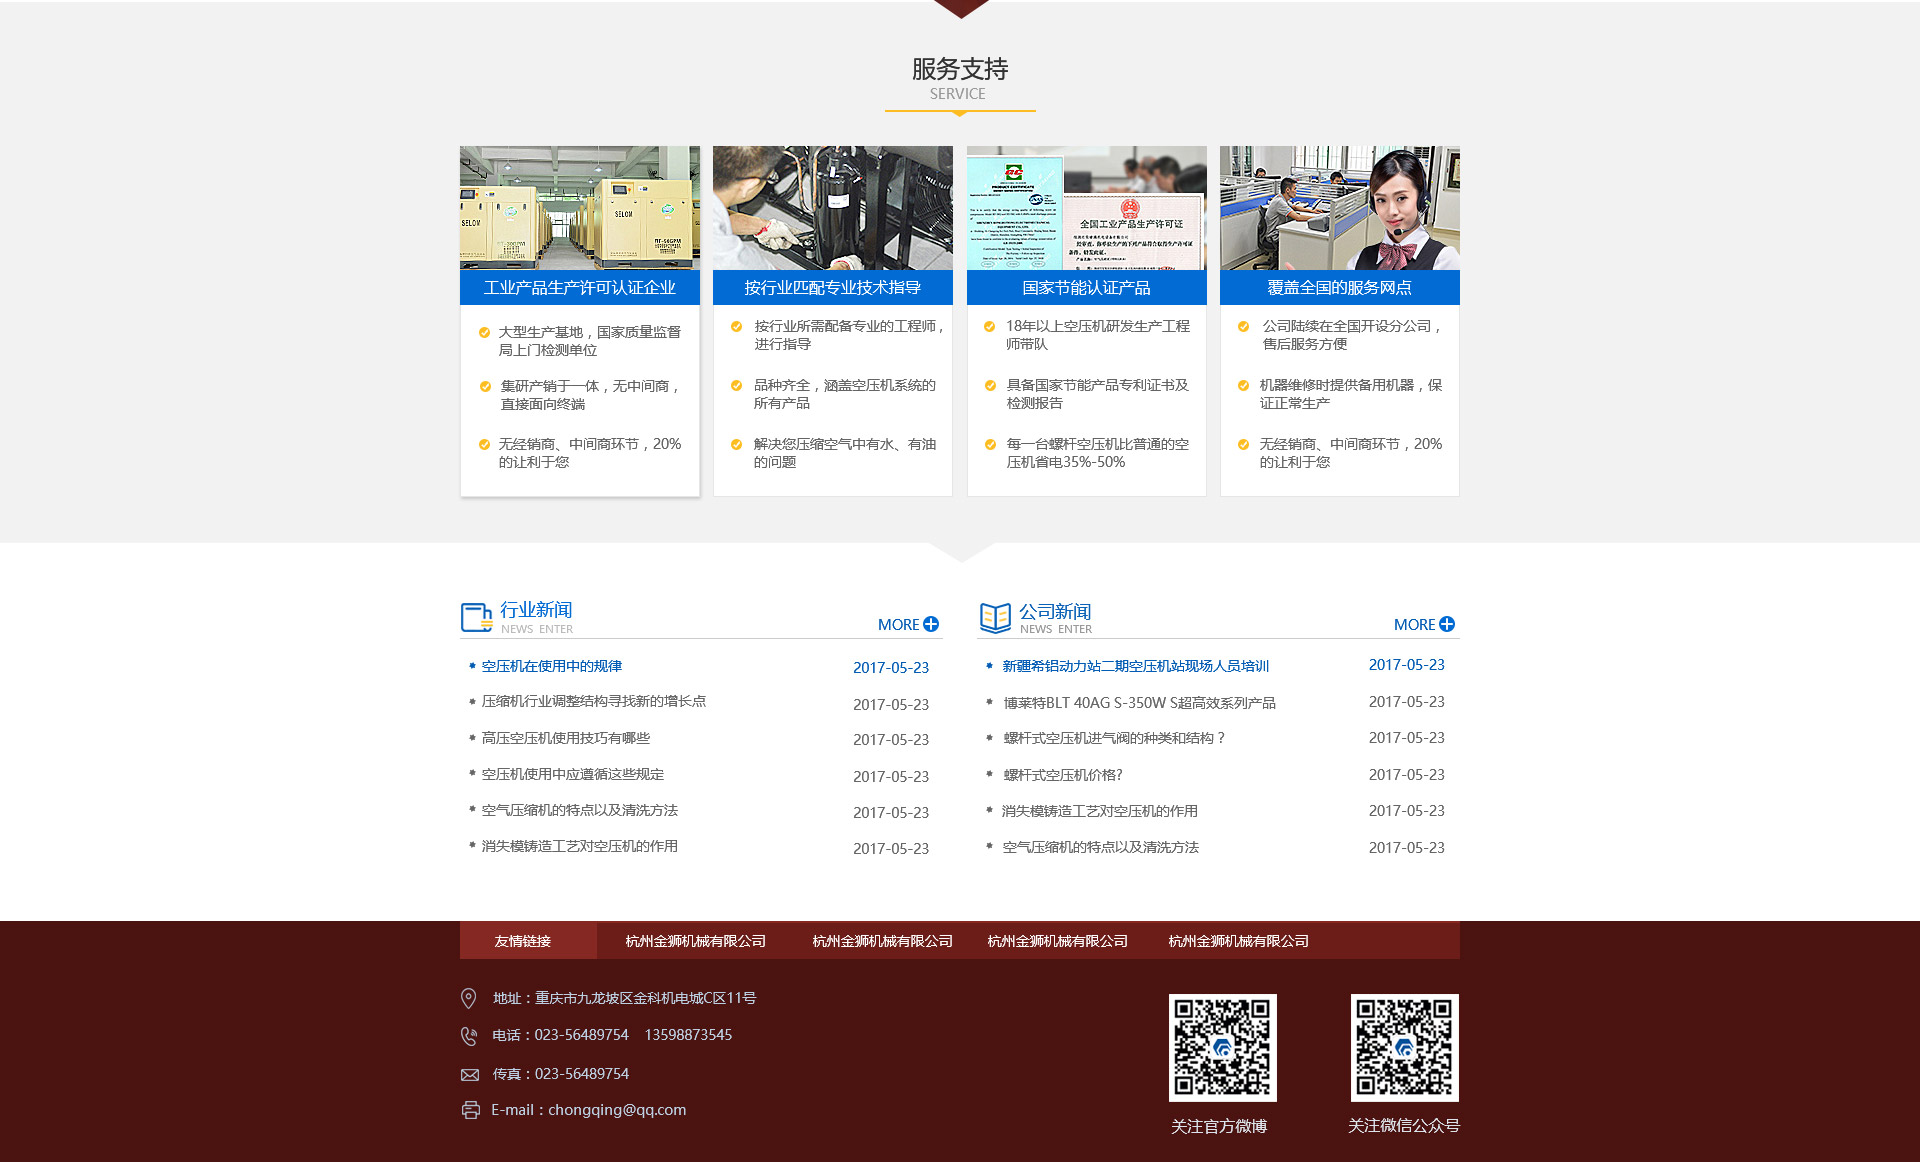 服务支持
SERVICE
SELOM
SELOM
PRODUCT CERTIFICATE
全国工业产品生产许可证
工业产品生产许可认证企业
按行业匹配专业技术指导
国家节能认证产品
覆盖全国的服务网点
大型生产基地，国家质量监督
局上门检测单位
集研产销于一体，无中间商，
直接面向终端
无经销商、中间商环节，20%
的让利于您
按行业所需配备专业的工程师，
进行指导
品种齐全，涵盖空压机系统的
所有产品
解决您压缩空气中有水、有油
的问题
18年以上空压机研发生产工程
师带队
具备国家节能产品专利证书及
检测报告
每一台螺杆空压机比普通的空
压机省电35%-50%
公司陆续在全国开设分公司，
售后服务方便
机器维修时提供备用机器，保
证正常生产
无经销商、中间商环节，20%
的让利于您
行业新闻
NEWS ENTER
MORE
空压机在使用中的规律 2017-05-23
压缩机行业调整结构寻找新的增长点 2017-05-23
高压空压机使用技巧有哪些 2017-05-23
空压机使用中应遵循这些规定 2017-05-23
空气压缩机的特点以及清洗方法 2017-05-23
消失模铸造工艺对空压机的作用 2017-05-23
公司新闻
NEWS ENTER
MORE
新疆希铝动力站二期空压机站现场人员培训 2017-05-23
博莱特BLT 40AG S-350W S超高效系列产品 2017-05-23
螺杆式空压机进气阀的种类和结构？ 2017-05-23
螺杆式空压机价格? 2017-05-23
消失模铸造工艺对空压机的作用 2017-05-23
空气压缩机的特点以及清洗方法 2017-05-23
友情链接 杭州金狮机械有限公司 杭州金狮机械有限公司 杭州金狮机械有限公司 杭州金狮机械有限公司
地址：重庆市九龙坡区金科机电城C区11号
电话：023-56489754 13598873545
传真：023-56489754
E-mail：chongqing@qq.com
关注官方微博
关注微信公众号